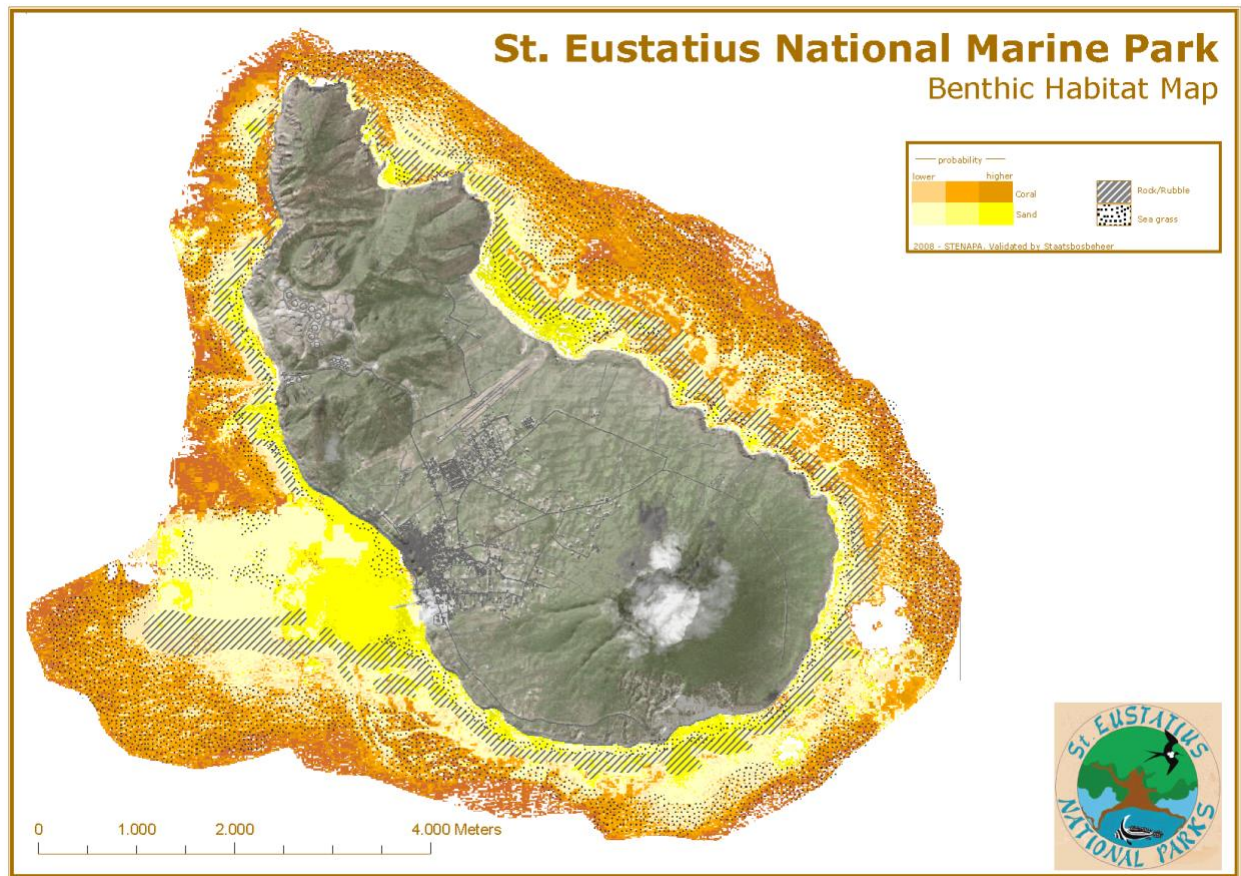 St. Eustatius National Marine Park
Benthic Habitat Map
probability
lower higher
Coral
Sand
Rock/Rubble
Sea grass
2008 - STENAPA. Validated by Staatsbosbeheer
0 1.000 2.000 4.000 Meters
St EUSTATIUS
NATIONAL PARKS